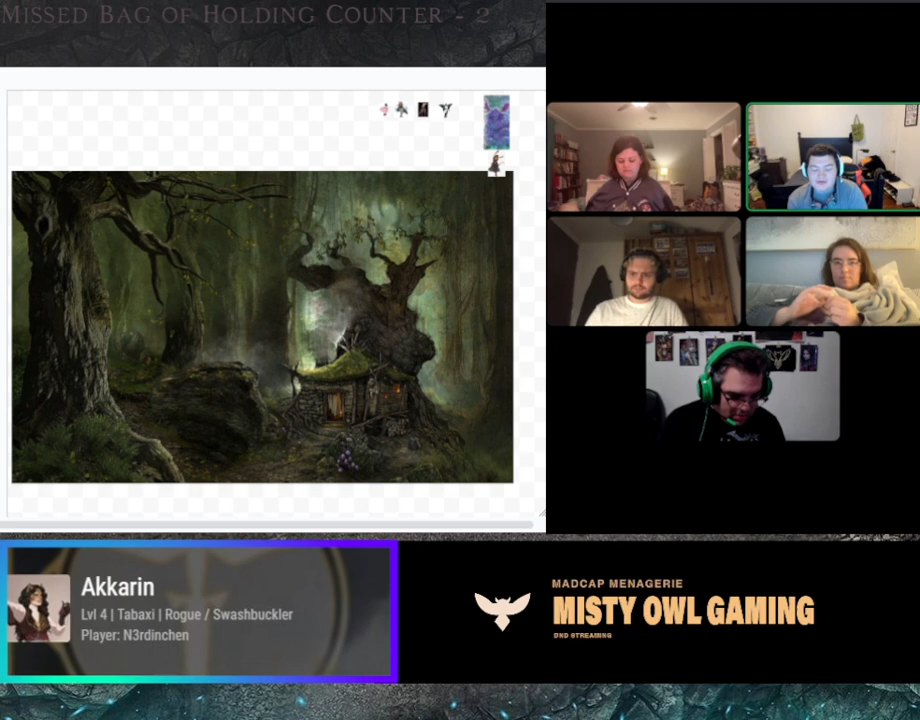 Missed Bag of Holding Counter - 2
Akkarin
Lvl 4 | Tabaxi | Rogue / Swashbuckler
Player: N3rdinchen
MADCAP MENAGERIE
MISTY OWL GAMING
DND STREAMING